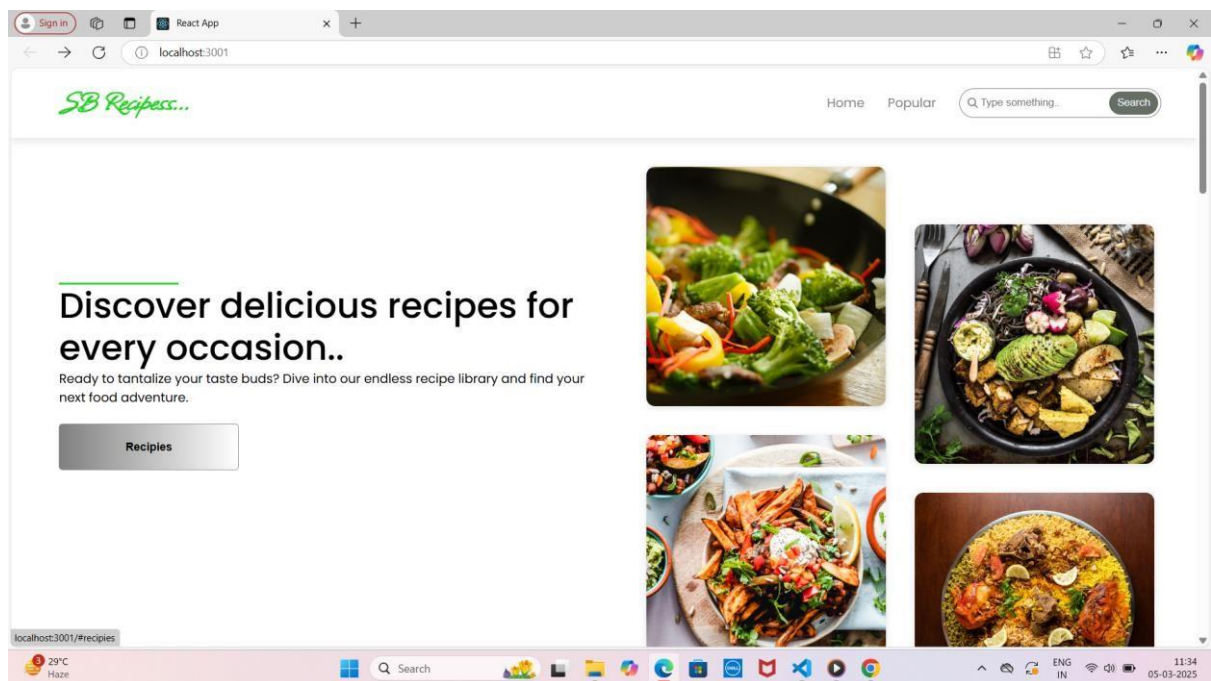 Sign in
React App
localhost:3001
SB Recipess...
Home
Popular
Type something..
Search
Discover delicious recipes for
every occasion..
Ready to tantalize your taste buds? Dive into our endless recipe library and find your
next food adventure.
Recipies
localhost:3001/#recipies
3
29°C
Haze
Search
DELL
ENG
IN
11:34
05-03-2025